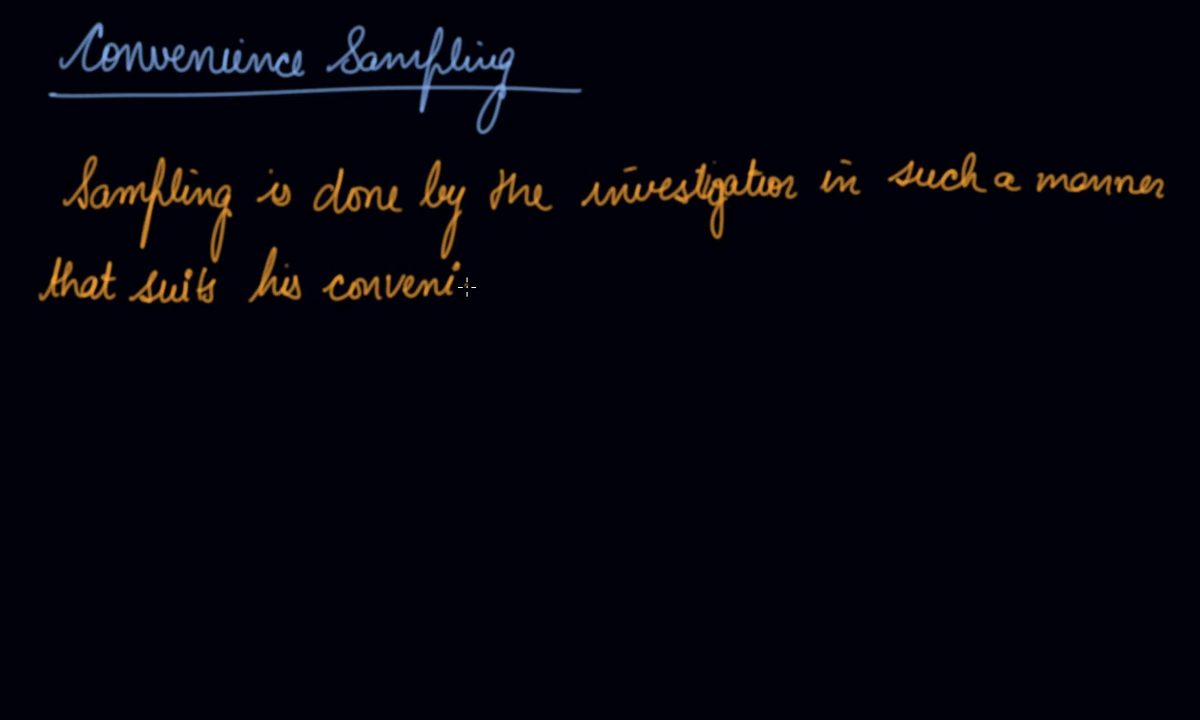 Convenience Sampling
Sampling is done by the investigator in such a manner
that suits his conveni